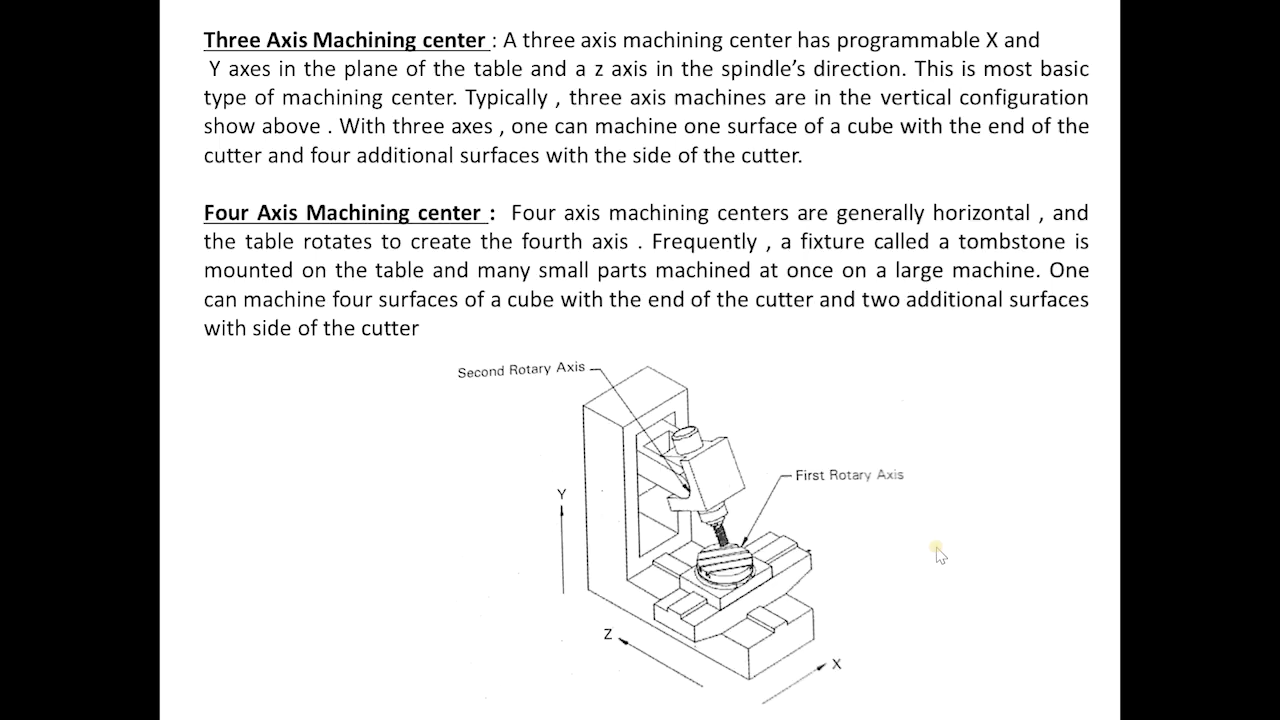 Three Axis Machining center : A three axis machining center has programmable X and
Y axes in the plane of the table and a z axis in the spindle’s direction. This is most basic
type of machining center. Typically , three axis machines are in the vertical configuration
show above . With three axes , one can machine one surface of a cube with the end of the
cutter and four additional surfaces with the side of the cutter.
Four Axis Machining center : Four axis machining centers are generally horizontal , and
the table rotates to create the fourth axis . Frequently , a fixture called a tombstone is
mounted on the table and many small parts machined at once on a large machine. One
can machine four surfaces of a cube with the end of the cutter and two additional surfaces
with side of the cutter
Second Rotary Axis
First Rotary Axis
Y
Z
X